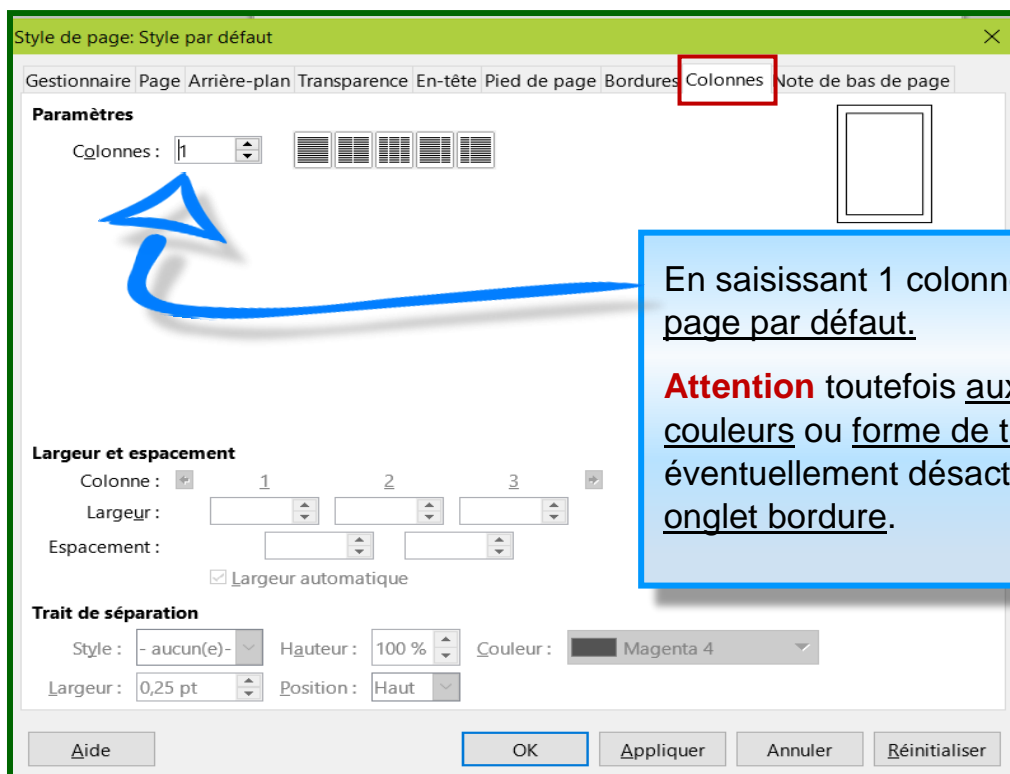 Style de page: Style par défaut
Gestionnaire Page Arrière-plan Transparence En-tête Pied de page Bordures Colonnes Note de bas de page
Paramètres
Colonnes : 1
En saisissant 1
page par défaut.
Attention toutefois
couleurs ou forme de
éventuellement
onglet bordure.
Largeur et espacement
Colonne : 1 2 3
Largeur :
Espacement :
Largeur automatique
Trait de séparation
Style : - aucun(e)- Hauteur : 100 % Couleur : Magenta 4
Largeur : 0,25 pt Position : Haut
Aide OK Appliquer Annuler Réinitialiser